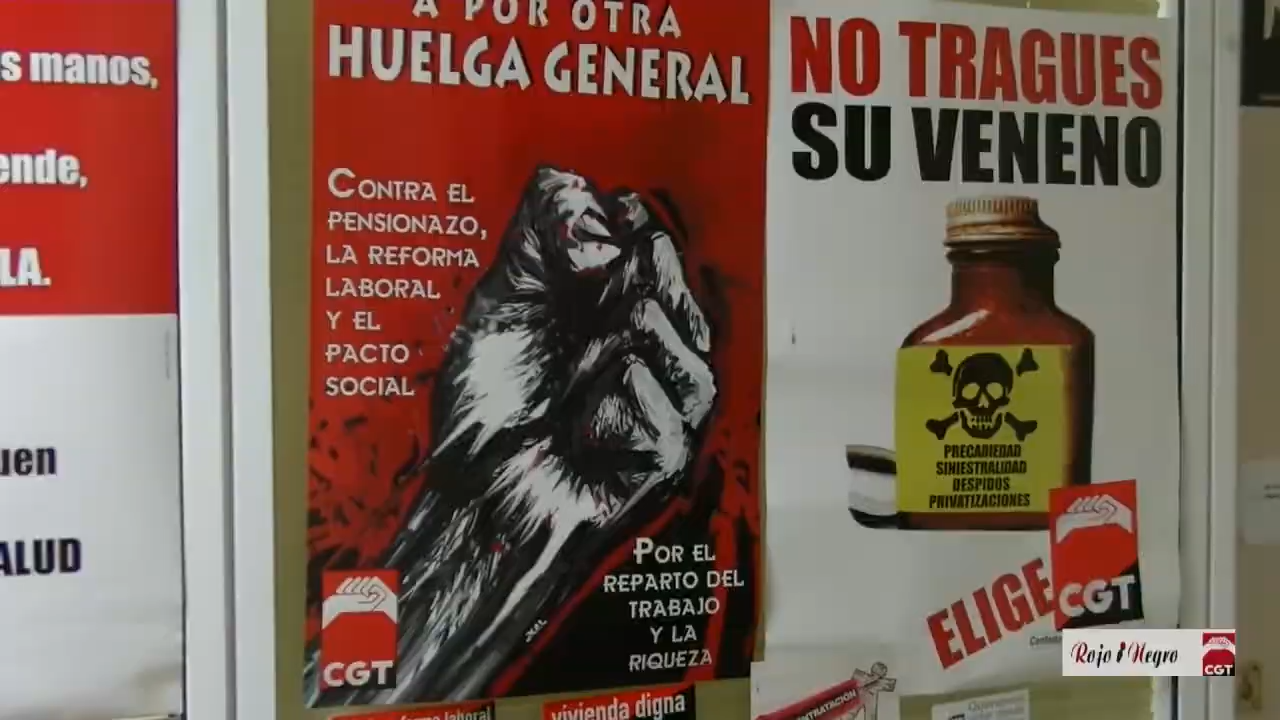 s manos,
ende,
LA.
uen
ALUD
A POR OTRA
HUELGA GENERAL
CONTRA EL
PENSIONAZO,
LA REFORMA
LABORAL
Y EL
PACTO
SOCIAL
POR EL
REPARTO DEL
TRABAJO
Y LA
RIQUEZA
CGT
laboral
vivienda digna
NO TRAGUES
SU VENENO
PRECARIEDAD
SINIESTRALIDAD
DESPIDOS
PRIVATIZACIONES
ELIGE
CGT
Rojo Negro
CGT